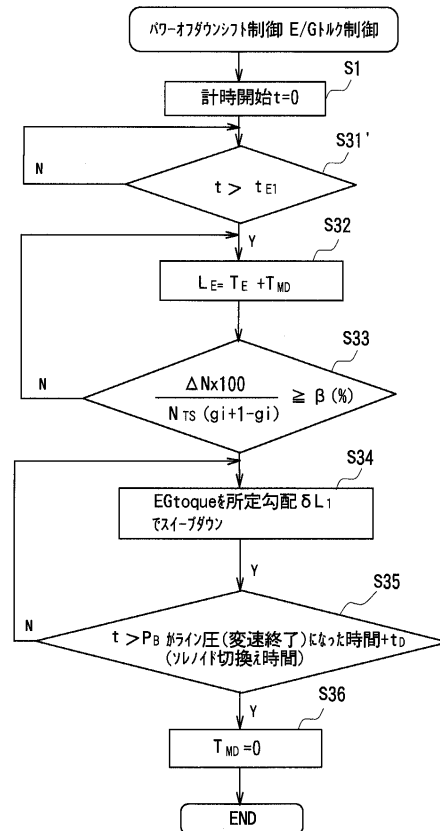 パワーオフダウンシフト制御 E/Gトルク制御
S1
計時開始t=0
S31'
N
t > tE1
Y
S32
LE= TE +TMD
S33
N
ΔN×100
NTS (gi+1-gi)
≧ β(%)
S34
EGtoqueを所定勾配δL1
でスイープダウン
Y
S35
N
t >PBがライン圧(変速終了)になった時間+tD
(ソレノイド切換え時間)
Y
S36
TMD=0
END